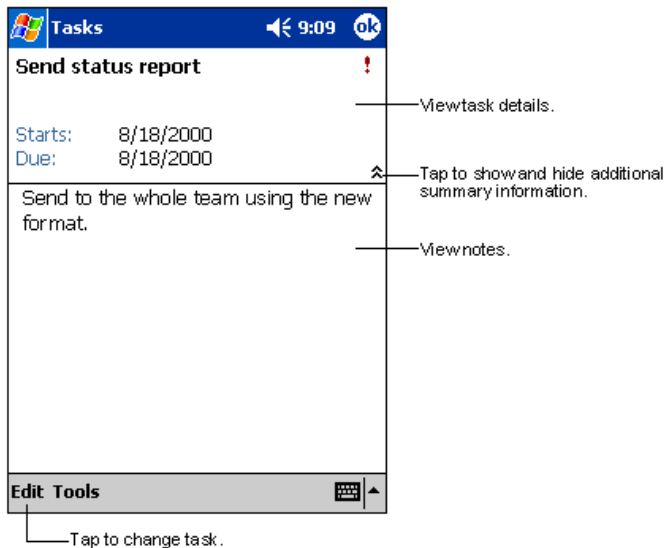 Tasks 9:09 ok
Send status report !
View task details.
Starts: 8/18/2000
Due: 8/18/2000
Tap to show and hide additional
summary information.
Send to the whole team using the new
format.
View notes.
Edit Tools
Tap to change task.